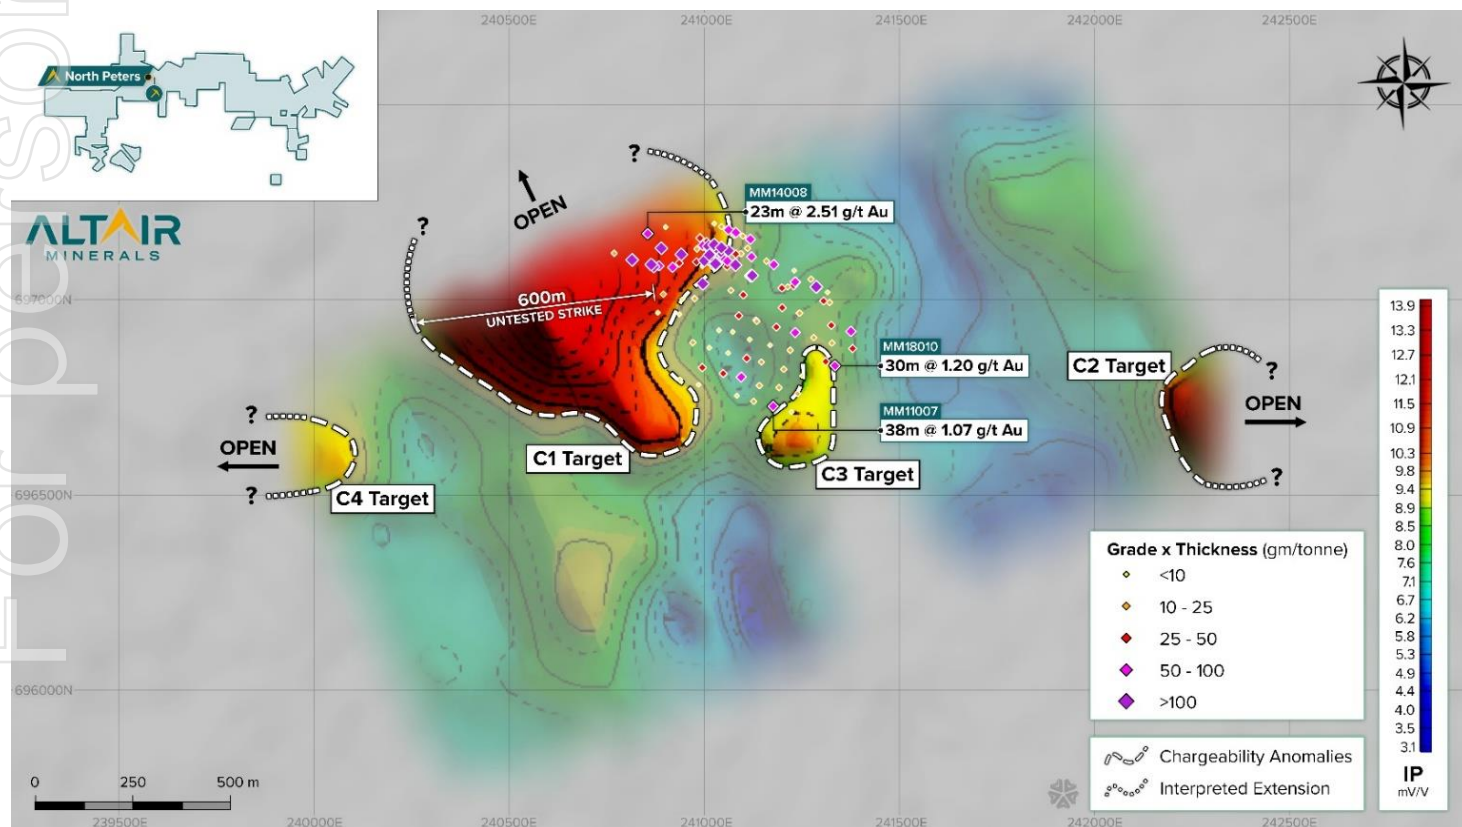 For person
240500E
241000E
241500E
242000E
242500E
North Peters
ALTAIR
MINERALS
?
OPEN
?
MM14008
23m @ 2.51 g/t Au
697000N
600m
UNTESTED STRIKE
MM18010
30m @ 1.20 g/t Au
C2 Target
?
OPEN
?
MM11007
38m @ 1.07 g/t Au
?
OPEN
?
C1 Target
C3 Target
C4 Target
696500N
696000N
Grade x Thickness (gm/tonne)
<10
10 - 25
25 - 50
50 - 100
>100
Chargeability Anomalies
Interpreted Extension
13.9
13.3
12.7
12.1
11.5
10.9
10.3
9.8
9.4
8.9
8.5
8.0
7.6
7.1
6.7
6.2
5.8
5.3
4.9
4.4
4.0
3.5
3.1
IP
mV/V
0 250 500 m
239500E
240000E
240500E
241000E
241500E
242000E
242500E